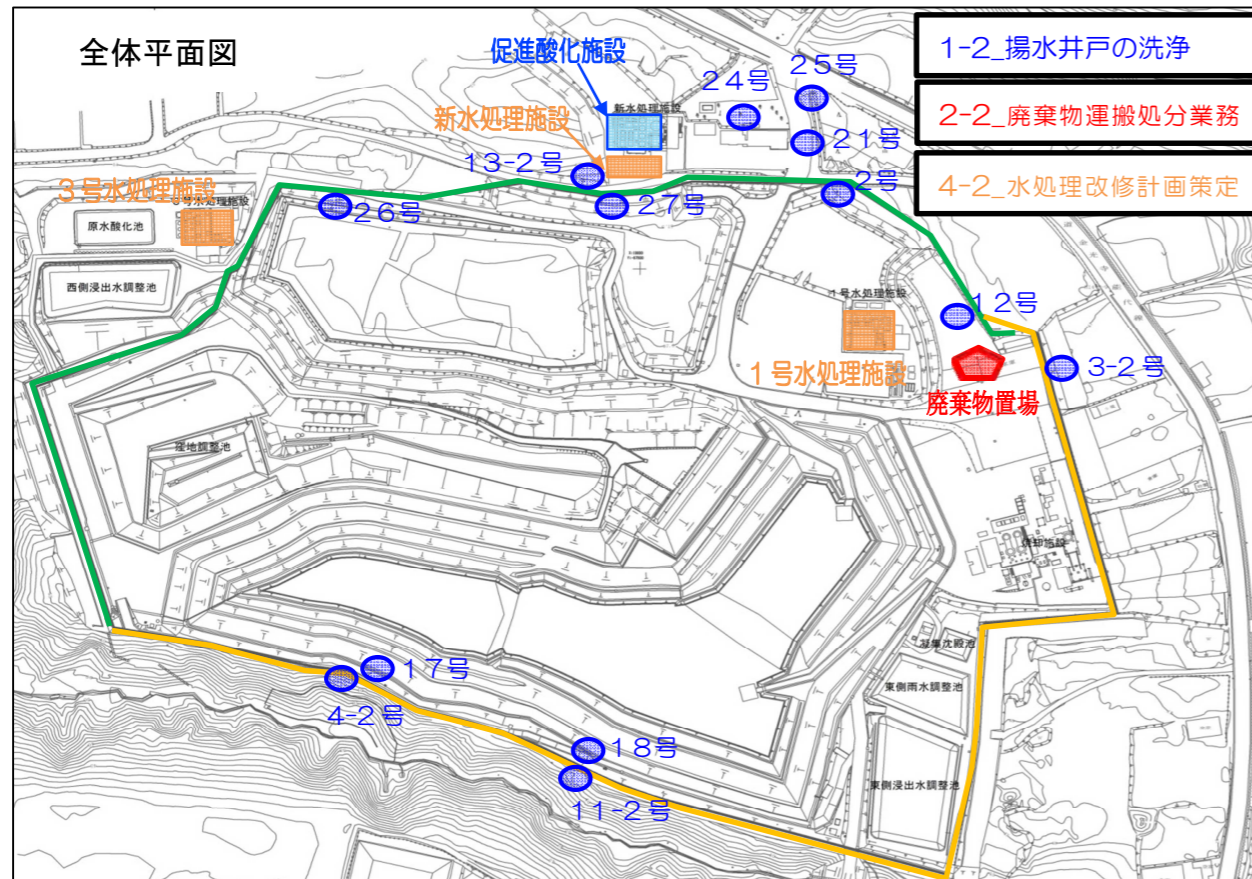 全体平面図
促進酸化施設
1-2_揚水井戸の洗浄
2-2_廃棄物運搬処分業務
4-2_水処理改修計画策定
24号
25号
新水処理施設
新水処理施設
21号
13-2号
2号
3号水処理施設
3号水処理施設
26号
27号
原水酸化池
西側浸出水調整池
1号水処理施設
12号
1号水処理施設
3-2号
廃棄物置場
窪地調整池
焼却施設
凝集沈殿池
17号
東側雨水調整池
4-2号
18号
東側浸出水調整池
11-2号